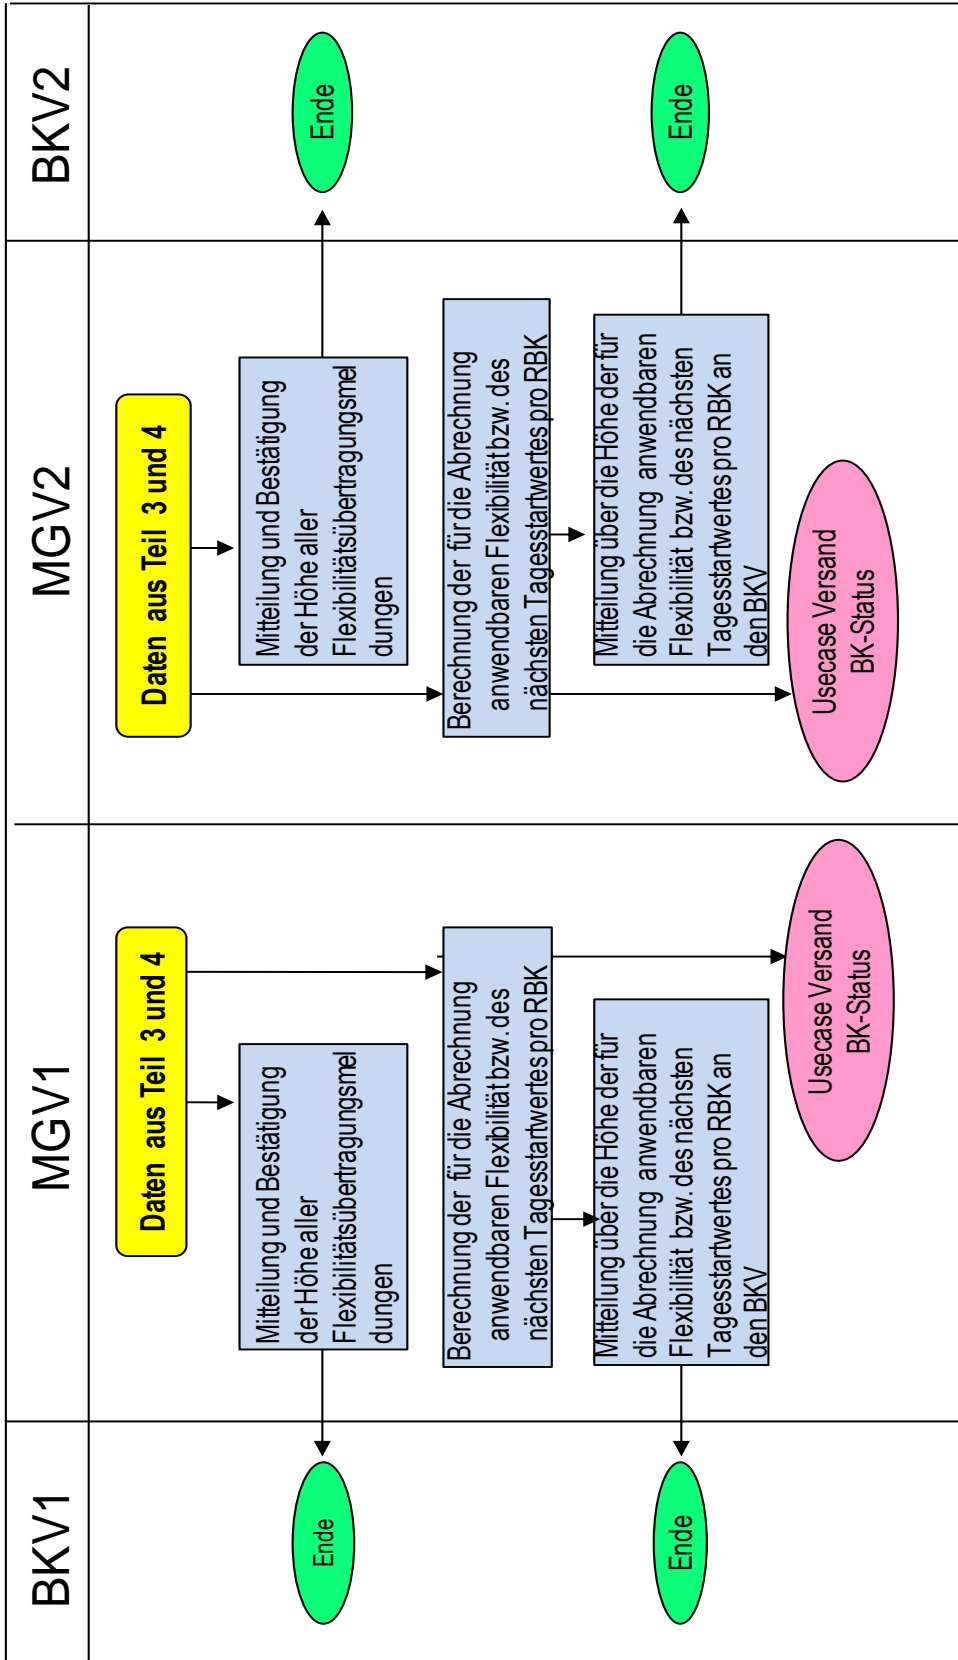 BKV1
MGV1
MGV2
BKV2
Daten aus Teil 3 und 4
Daten aus Teil 3 und 4
Ende
Mitteilung und Bestätigung
der Höhe aller
Flexibilitätsübertragungsmel
dungen
Mitteilung und Bestätigung
der Höhe aller
Flexibilitätsübertragungsmel
dungen
Ende
Berechnung der für die Abrechnung
anwendbaren Flexibilität bzw. des
nächsten Tagesstartwertes pro RBK
Berechnung der für die Abrechnung
anwendbaren Flexibilität bzw. des
nächsten Tagesstartwertes pro RBK
Ende
Mitteilung über die Höhe der für
die Abrechnung anwendbaren
Flexibilität bzw. des nächsten
Tagesstartwertes pro RBK an
den BKV
Mitteilung über die Höhe der für
die Abrechnung anwendbaren
Flexibilität bzw. des nächsten
Tagesstartwertes pro RBK an
den BKV
Ende
Usecase Versand
BK-Status
Usecase Versand
BK-Status